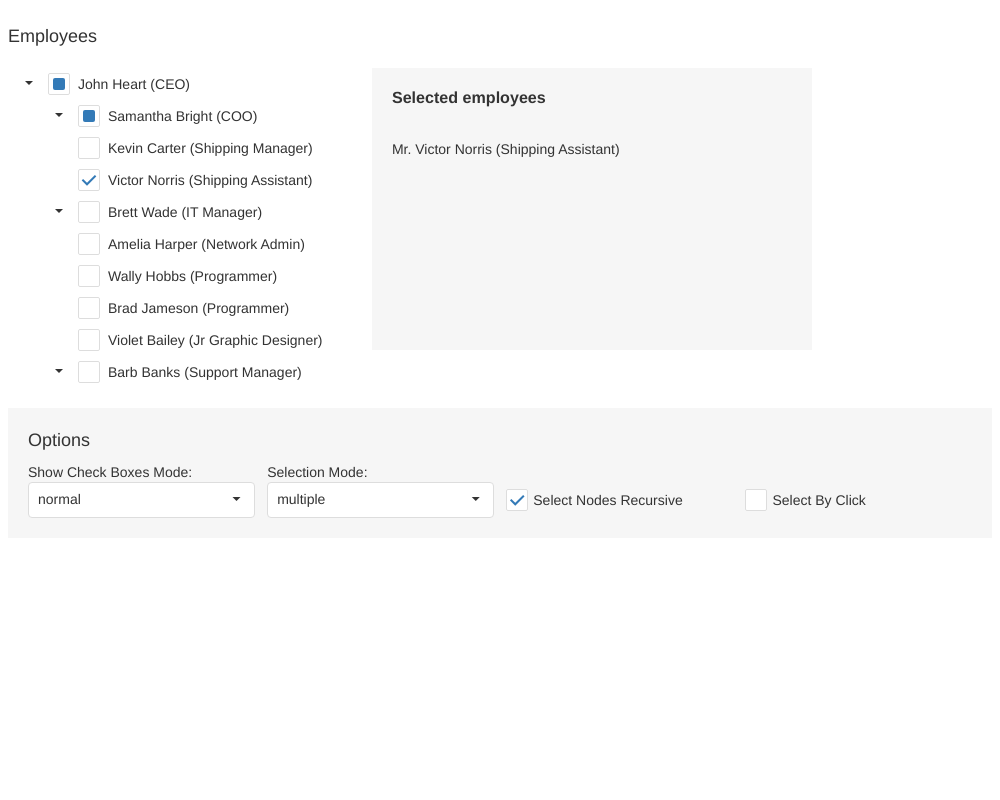 Employees
John Heart (CEO)
Samantha Bright (COO)
Kevin Carter (Shipping Manager)
Victor Norris (Shipping Assistant)
Brett Wade (IT Manager)
Amelia Harper (Network Admin)
Wally Hobbs (Programmer)
Brad Jameson (Programmer)
Violet Bailey (Jr Graphic Designer)
Barb Banks (Support Manager)
Selected employees
Mr. Victor Norris (Shipping Assistant)
Options
Show Check Boxes Mode:
normal
Selection Mode:
multiple
Select Nodes Recursive
Select By Click